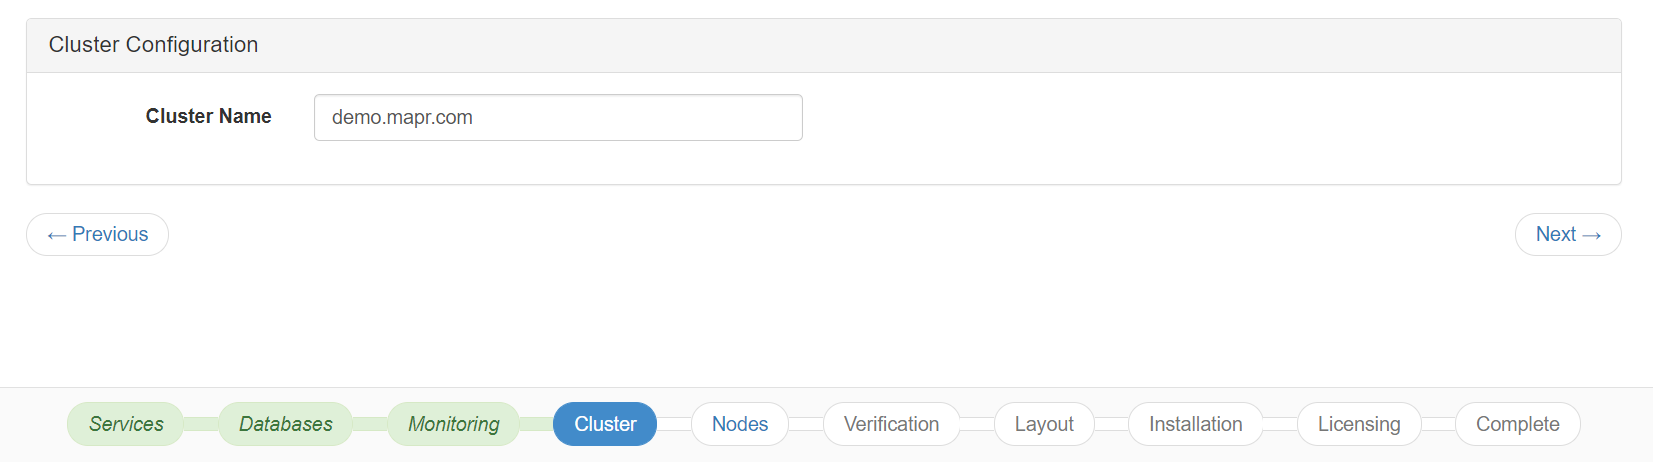 Cluster Configuration
Cluster Name demo.mapr.com
← Previous Next →
Services Databases Monitoring Cluster Nodes Verification Layout Installation Licensing Complete